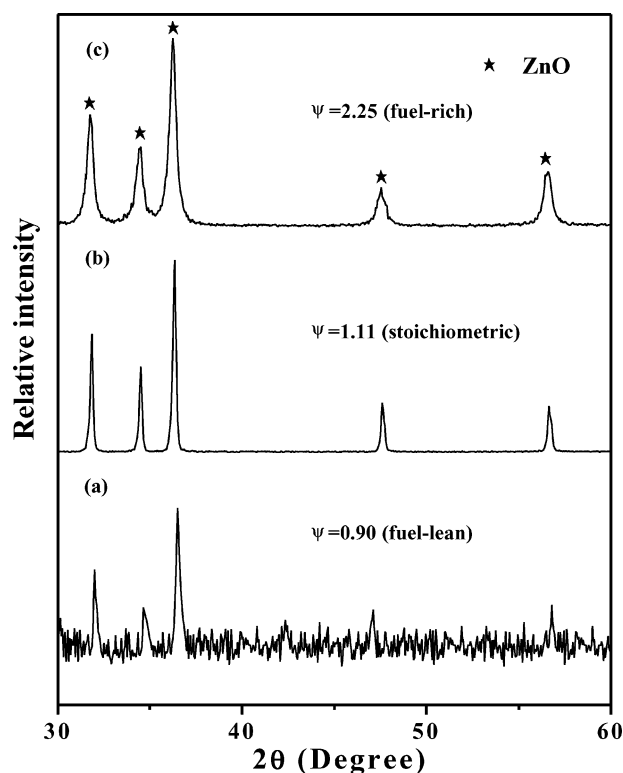 (c)
★ ZnO
ψ=2.25 (fuel-rich)
(b)
ψ=1.11 (stoichiometric)
(a)
ψ=0.90 (fuel-lean)
Relative intensity
30 40 50 60
2θ (Degree)